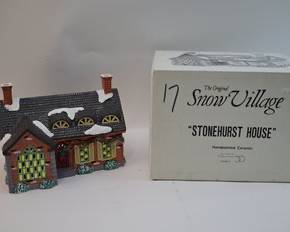 17
The Original
Snow Village
"STONEHURST HOUSE"
Handpainted Ceramic